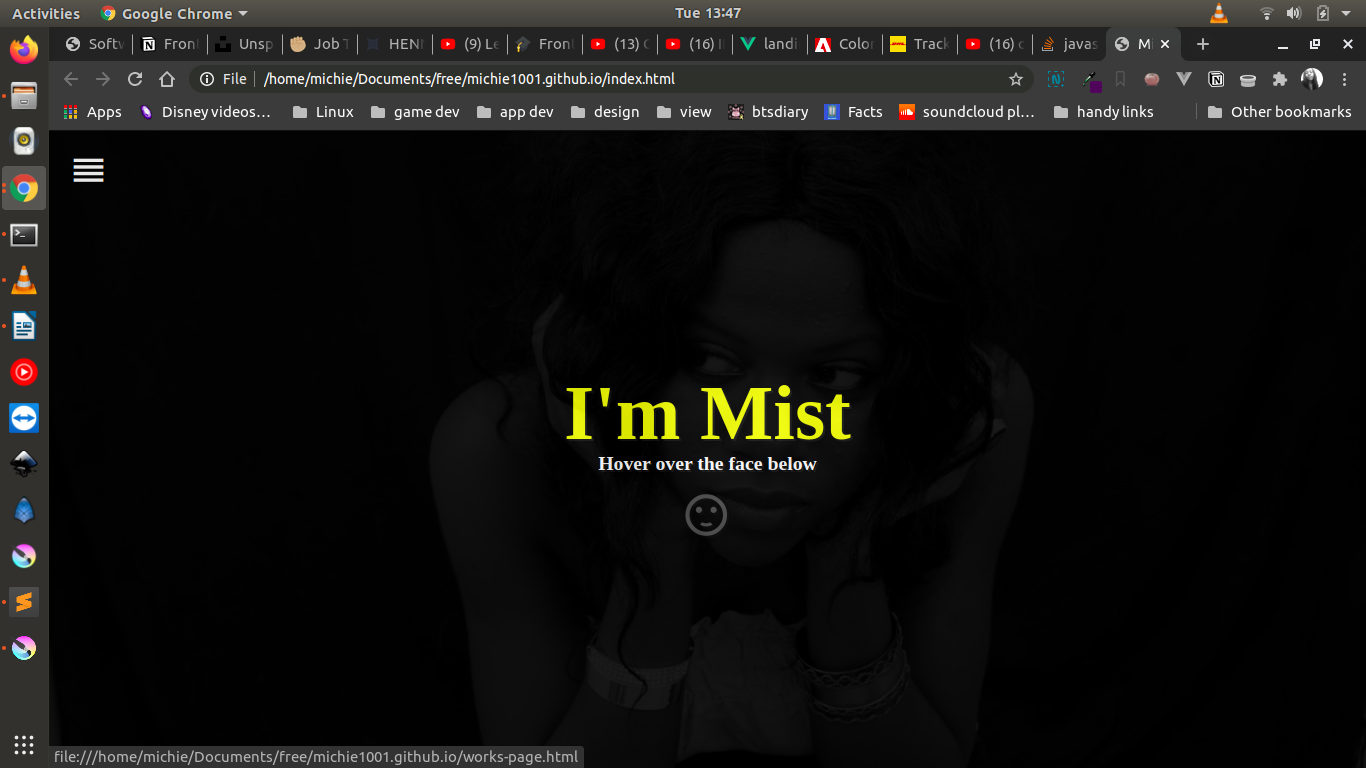 Activities Google Chrome Tue 13:47
Softw Front Unsp Job T HENN (9) Le Front (13) C (16) I landi Color Track (16) c javas Mi
File /home/michie/Documents/free/michie1001.github.io/index.html
Apps Disney videos... Linux game dev app dev design view btsdiary Facts soundcloud pl... handy links Other bookmarks
I'm Mist
Hover over the face below
file:///home/michie/Documents/free/michie1001.github.io/works-page.html